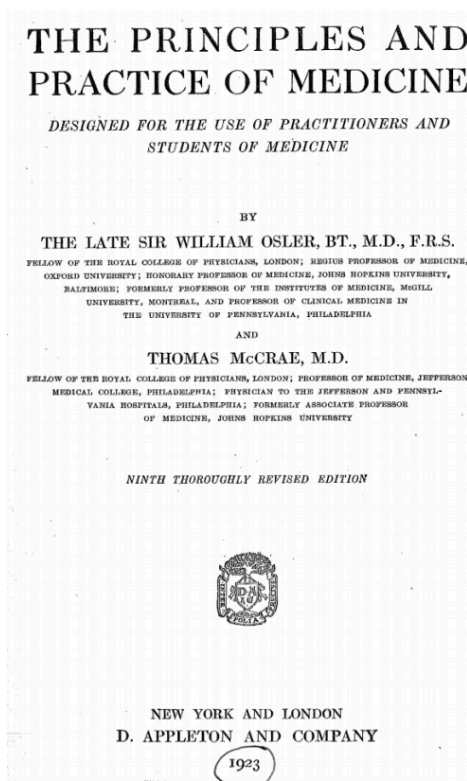 THE PRINCIPLES AND
PRACTICE OF MEDICINE
DESIGNED FOR THE USE OF PRACTITIONERS AND
STUDENTS OF MEDICINE
BY
THE LATE SIR WILLIAM OSLER, BT., M.D., F.R.S.
FELLOW OF THE ROYAL COLLEGE OF PHYSICIANS, LONDON; REGIUS PROFESSOR OF MEDICINE,
OXFORD UNIVERSITY; HONORARY PROFESSOR OF MEDICINE, JOHNS HOPKINS UNIVERSITY,
BALTIMORE; FORMERLY PROFESSOR OF THE INSTITUTES OF MEDICINE, McGILL
UNIVERSITY, MONTREAL, AND PROFESSOR OF CLINICAL MEDICINE IN
THE UNIVERSITY OF PENNSYLVANIA, PHILADELPHIA
AND
THOMAS McCRAE, M.D.
FELLOW OF THE ROYAL COLLEGE OF PHYSICIANS, LONDON; PROFESSOR OF MEDICINE, JEFFERSON
MEDICAL COLLEGE, PHILADELPHIA; PHYSICIAN TO THE JEFFERSON AND PENNSYL-
VANIA HOSPITALS, PHILADELPHIA; FORMERLY ASSOCIATE PROFESSOR
OF MEDICINE, JOHNS HOPKINS UNIVERSITY
NINTH THOROUGHLY REVISED EDITION
INTER FOLIA FRUCTUS
D A
& Co
NEW YORK AND LONDON
D. APPLETON AND COMPANY
1923